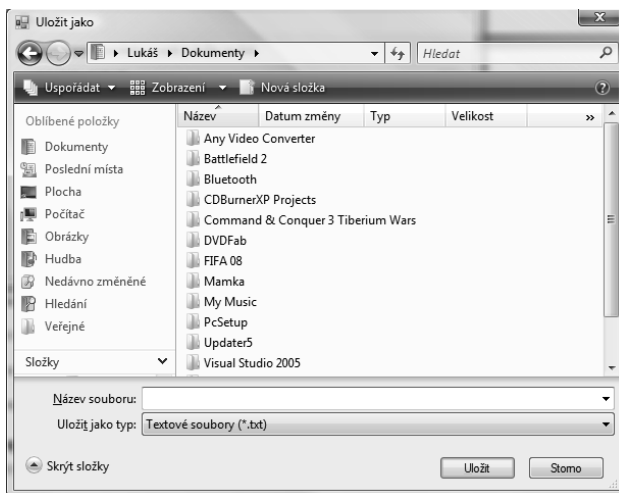 Uložit jako
Lukáš Dokumenty Hledat
Uspořádat Zobrazení Nová složka
Oblíbené položky
Dokumenty
Poslední místa
Plocha
Počítač
Obrázky
Hudba
Nedávno změněné
Hledání
Veřejné
Složky
Název Datum změny Typ Velikost »
Any Video Converter
Battlefield 2
Bluetooth
CDBurnerXP Projects
Command & Conquer 3 Tiberium Wars
DVDFab
FIFA 08
Mamka
My Music
PcSetup
Updater5
Visual Studio 2005
Název souboru:
Uložit jako typ: Textové soubory (*.txt)
Skrýt složky Uložit Storno